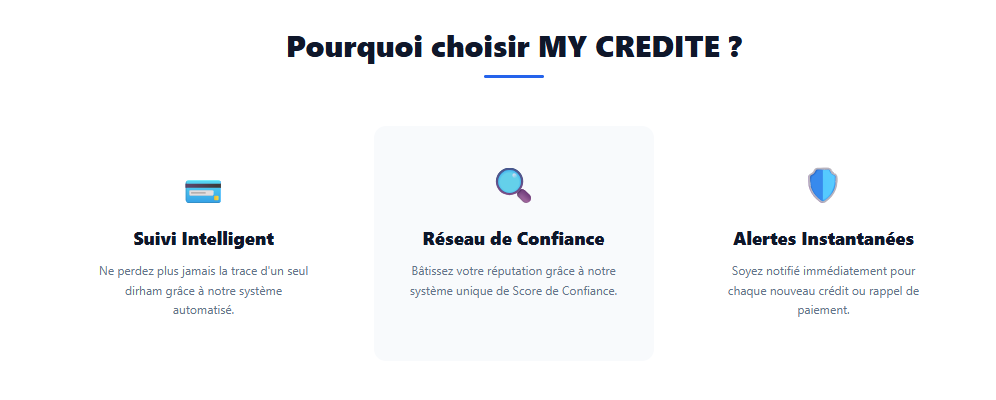 Pourquoi choisir MY CREDITE ?
Suivi Intelligent
Ne perdez plus jamais la trace d'un seul
dirham grâce à notre système
automatisé.
Réseau de Confiance
Bâtissez votre réputation grâce à notre
système unique de Score de Confiance.
Alertes Instantanées
Soyez notifié immédiatement pour
chaque nouveau crédit ou rappel de
paiement.